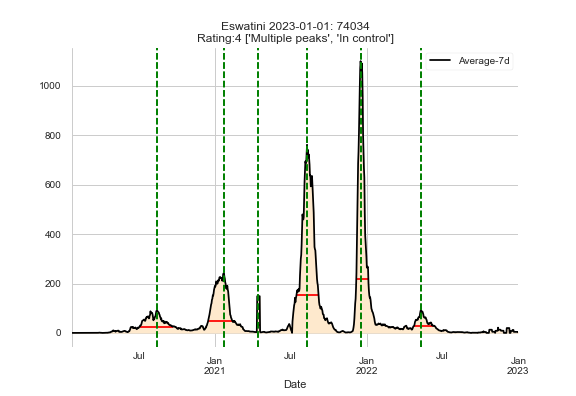 Eswatini 2023-01-01: 74034
Rating:4 ['Multiple peaks', 'In control']
Average-7d
1000
800
600
400
200
0
Jul
Jan
2021
Jul
Jan
2022
Jul
Jan
2023
Date